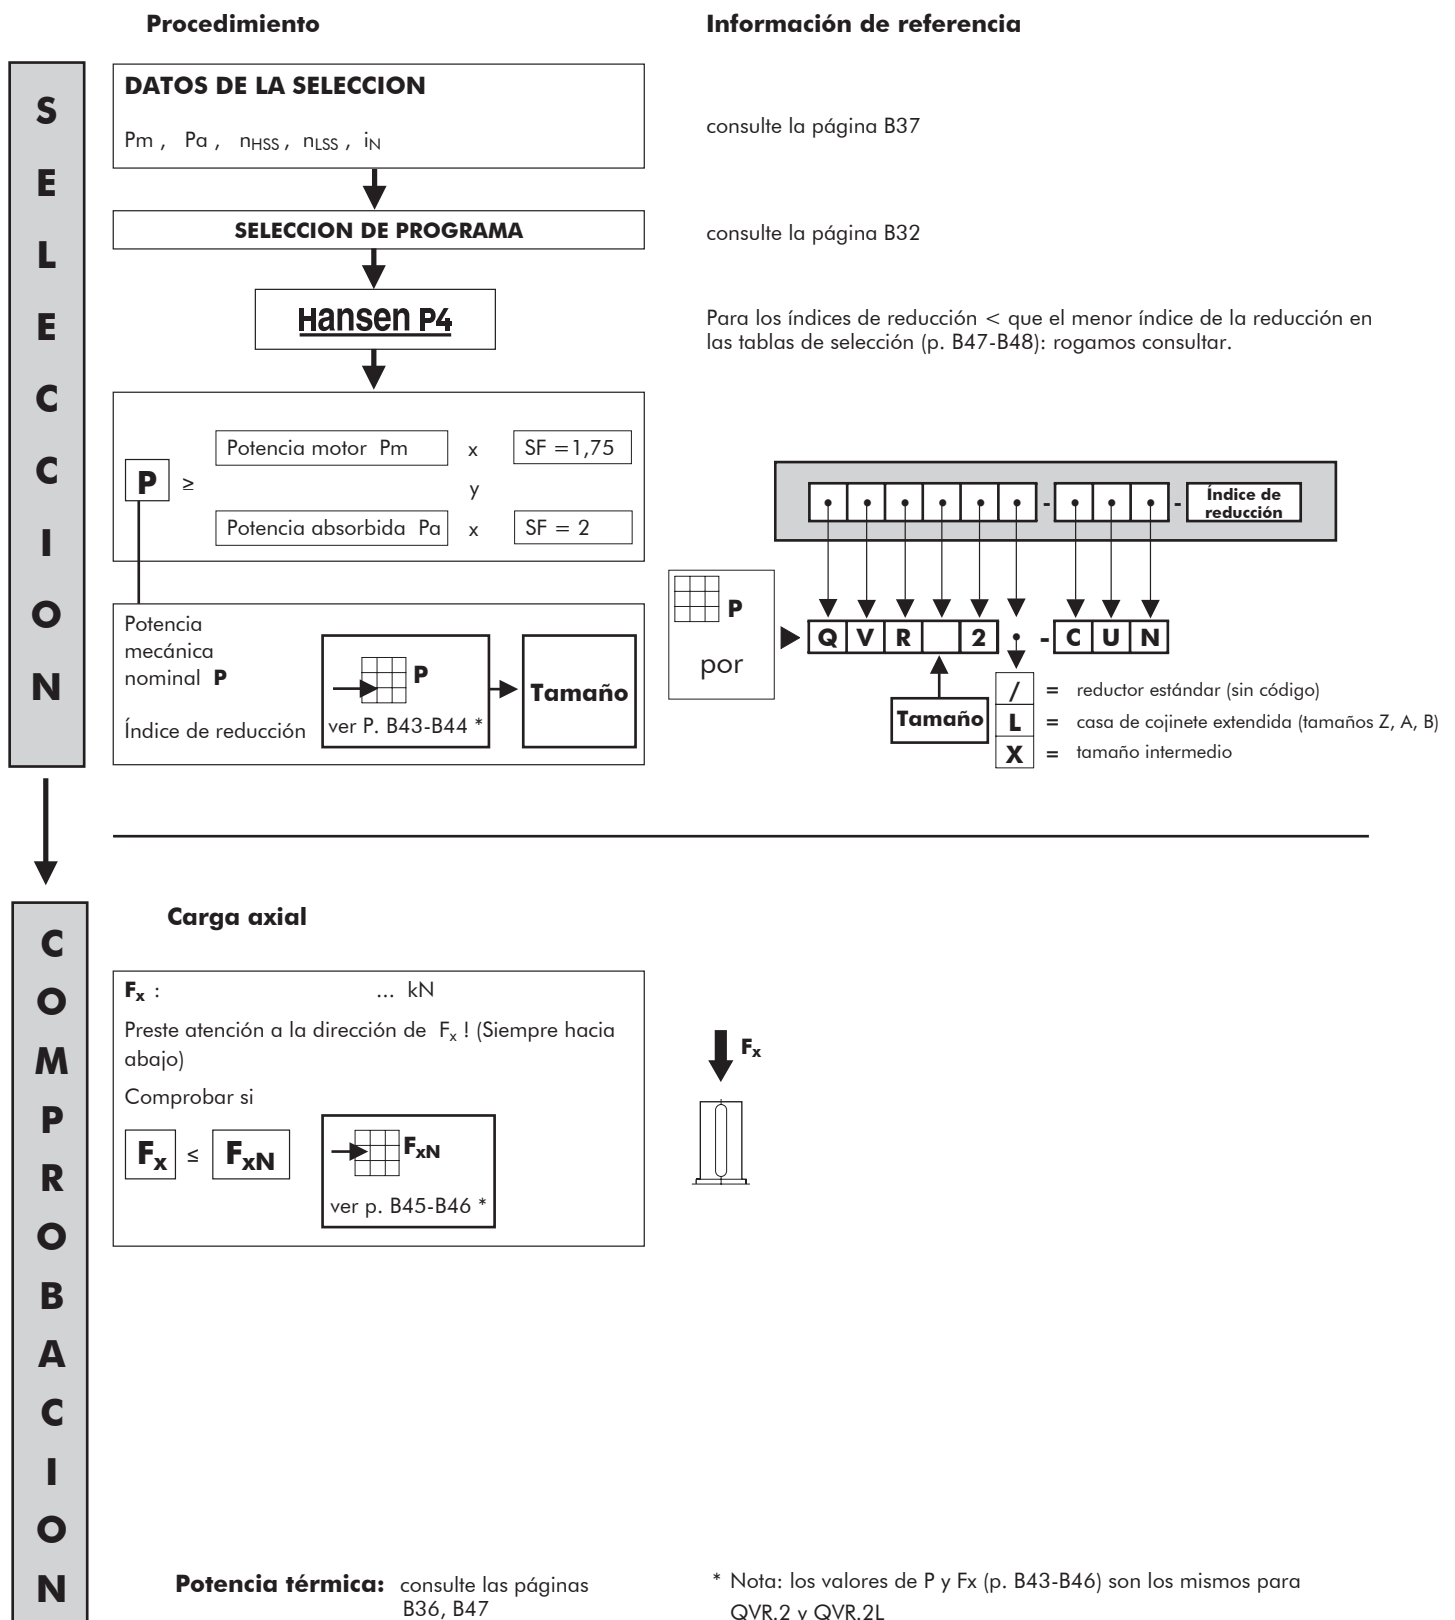 Procedimiento
Información de referencia
S
E
L
E
C
C
I
O
N
DATOS DE LA SELECCION
Pm , Pa , nHSS , nLSS , iN
consulte la página B37
SELECCION DE PROGRAMA
consulte la página B32
Hansen P4
Para los índices de reducción < que el menor índice de la reducción en
las tablas de selección (p. B47-B48): rogamos consultar.
P ≥
Potencia motor Pm x SF =1,75
y
Potencia absorbida Pa x SF = 2
Potencia
mecánica
nominal P
Índice de reducción
P
ver P. B43-B44 *
Tamaño
- - Índice de
reducción
P
por
Q V R 2 . - C U N
Tamaño
/ = reductor estándar (sin código)
L = casa de cojinete extendida (tamaños Z, A, B)
X = tamaño intermedio
C
O
M
P
R
O
B
A
C
I
O
N
Carga axial
Fx : ... kN
Preste atención a la dirección de Fx ! (Siempre hacia
abajo)
Comprobar si
Fx ≤ FxN
FxN
ver p. B45-B46 *
Fx
Potencia térmica: consulte las páginas
B36, B47
* Nota: los valores de P y Fx (p. B43-B46) son los mismos para
QVR.2 y QVR.2L